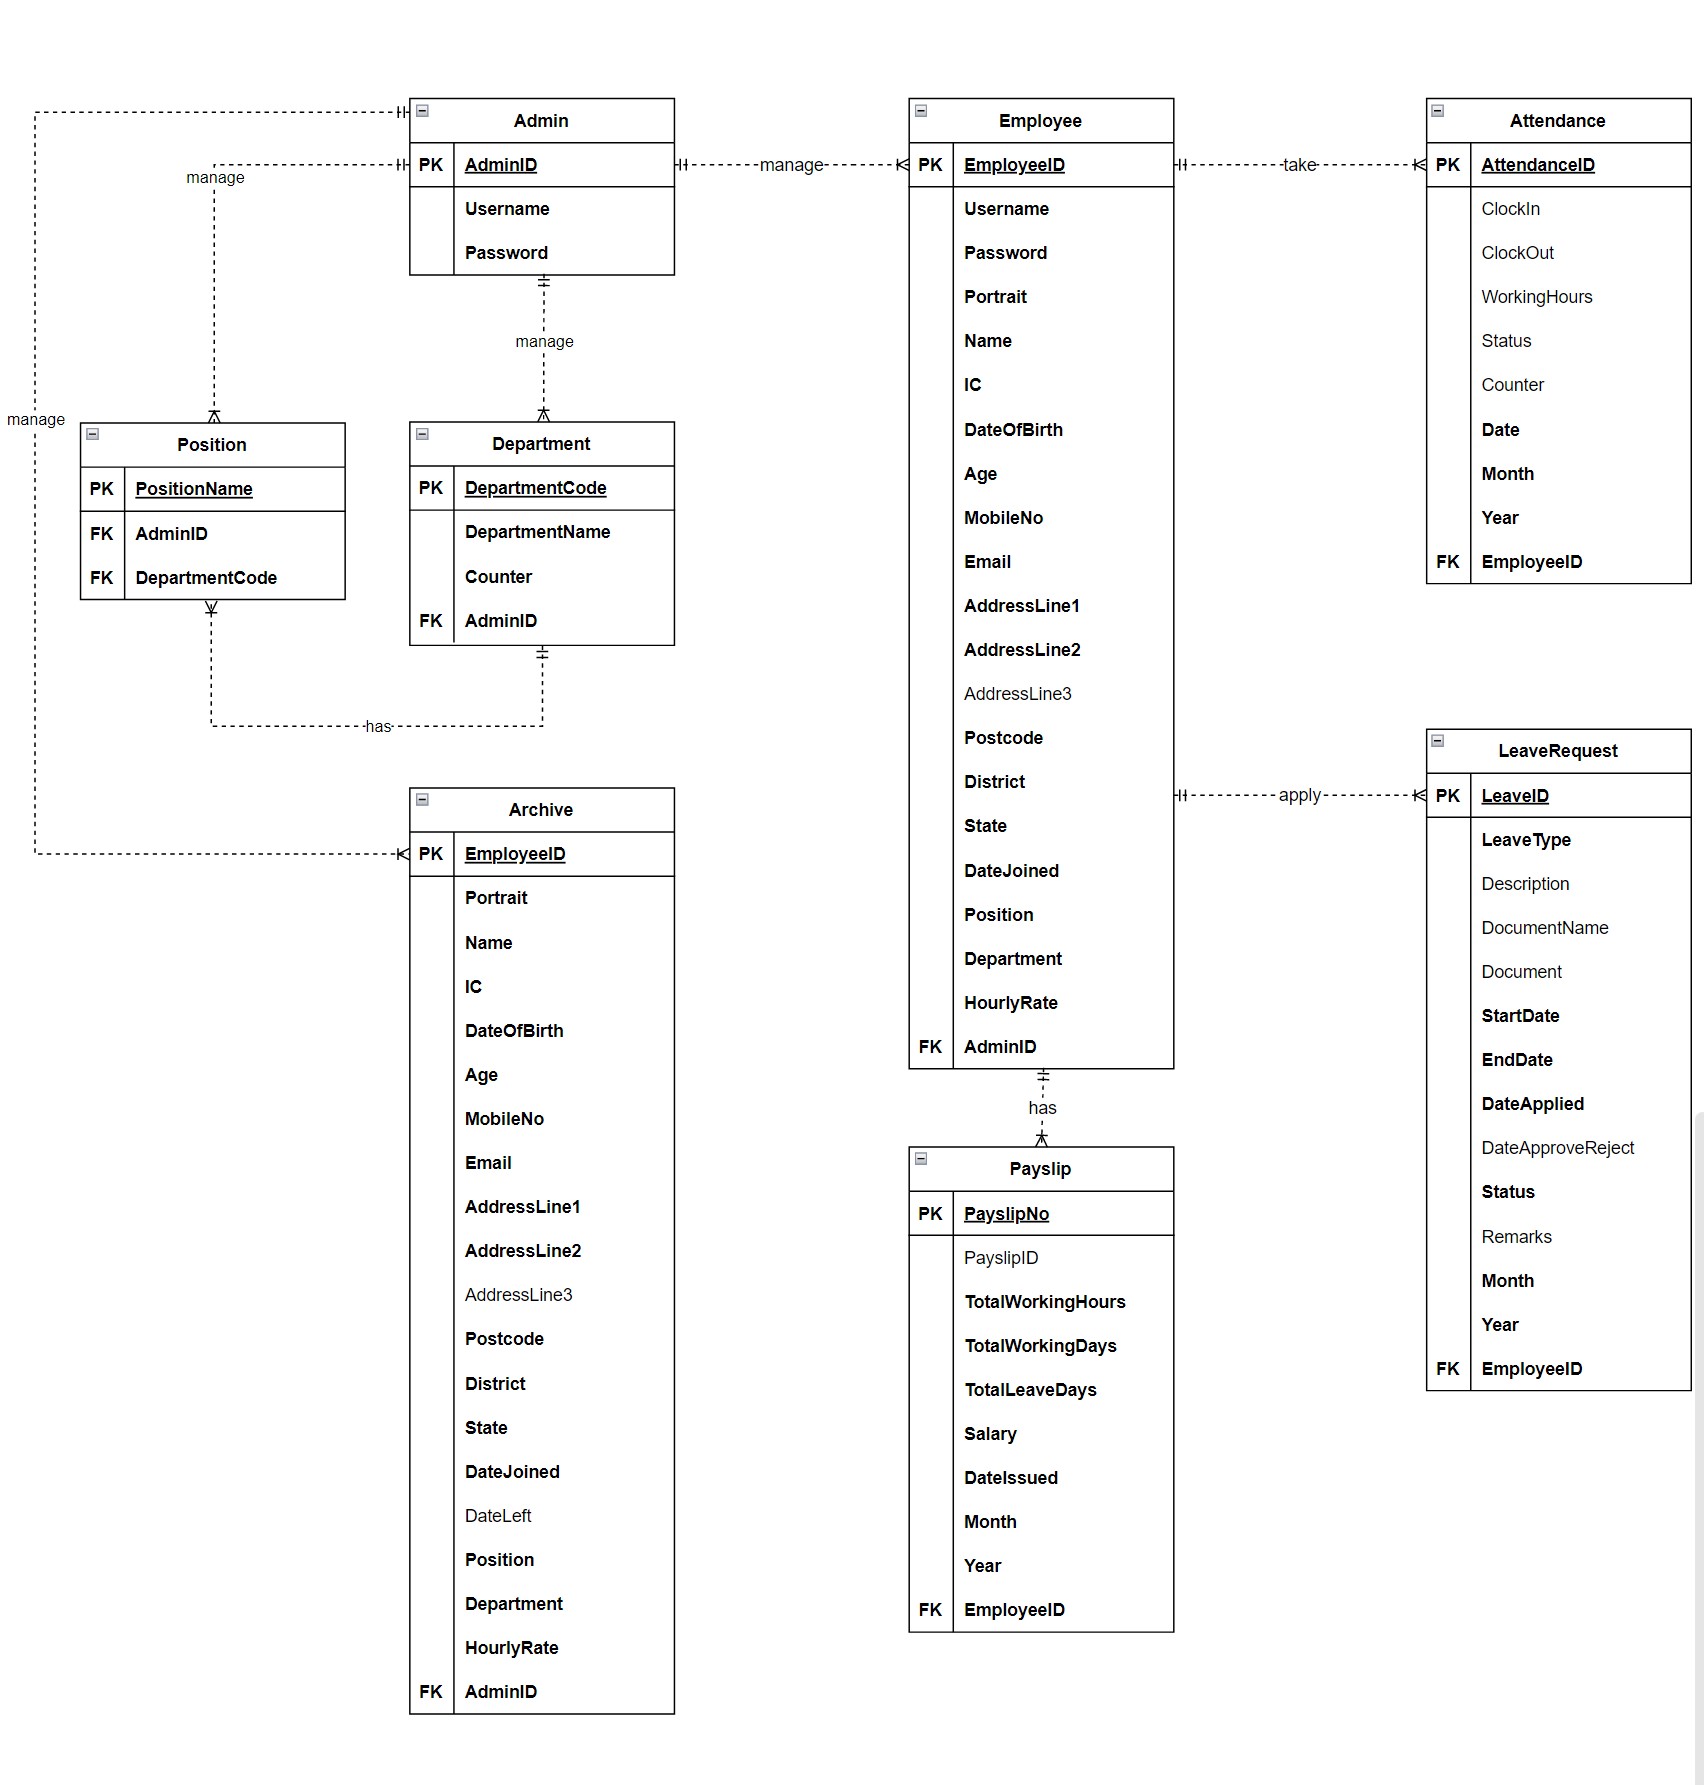 Admin
PK AdminID
Username
Password
manage
manage
manage
manage
Employee
PK EmployeeID
Username
Password
Portrait
Name
IC
DateOfBirth
Age
MobileNo
Email
AddressLine1
AddressLine2
AddressLine3
Postcode
District
State
DateJoined
Position
Department
HourlyRate
FK AdminID
take
Attendance
PK AttendanceID
ClockIn
ClockOut
WorkingHours
Status
Counter
Date
Month
Year
FK EmployeeID
Position
PK PositionName
FK AdminID
FK DepartmentCode
Department
PK DepartmentCode
DepartmentName
Counter
FK AdminID
has
apply
LeaveRequest
PK LeaveID
LeaveType
Description
DocumentName
Document
StartDate
EndDate
DateApplied
DateApproveReject
Status
Remarks
Month
Year
FK EmployeeID
Archive
PK EmployeeID
Portrait
Name
IC
DateOfBirth
Age
MobileNo
Email
AddressLine1
AddressLine2
AddressLine3
Postcode
District
State
DateJoined
DateLeft
Position
Department
HourlyRate
FK AdminID
has
Payslip
PK PayslipNo
PayslipID
TotalWorkingHours
TotalWorkingDays
TotalLeaveDays
Salary
DateIssued
Month
Year
FK EmployeeID